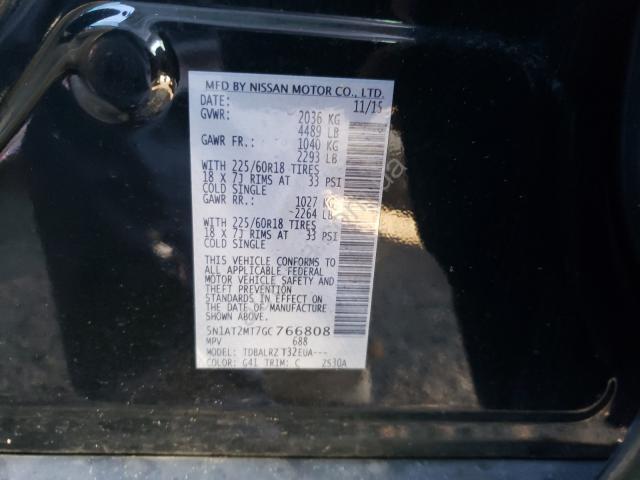 MFD BY NISSAN MOTOR CO., LTD.
DATE: 11/15
GVWR: 2036 KG
4489 LB
GAWR FR.: 1040 KG
2293 LB
WITH 225/60R18 TIRES
18 X 7J RIMS AT 33 PSI
COLD SINGLE
GAWR RR.: 1027 KG
2264 LB
WITH 225/60R18 TIRES
18 X 7J RIMS AT 33 PSI
COLD SINGLE
THIS VEHICLE CONFORMS TO
ALL APPLICABLE FEDERAL
MOTOR VEHICLE SAFETY AND
THEFT PREVENTION
STANDARDS IN EFFECT ON
THE DATE OF MANUFACTURE
SHOWN ABOVE.
5N1AT2MT7GC766808
MPV 688
MODEL: TDBALRZ T32EUA---
COLOR: G41 TRIM: C 2530A